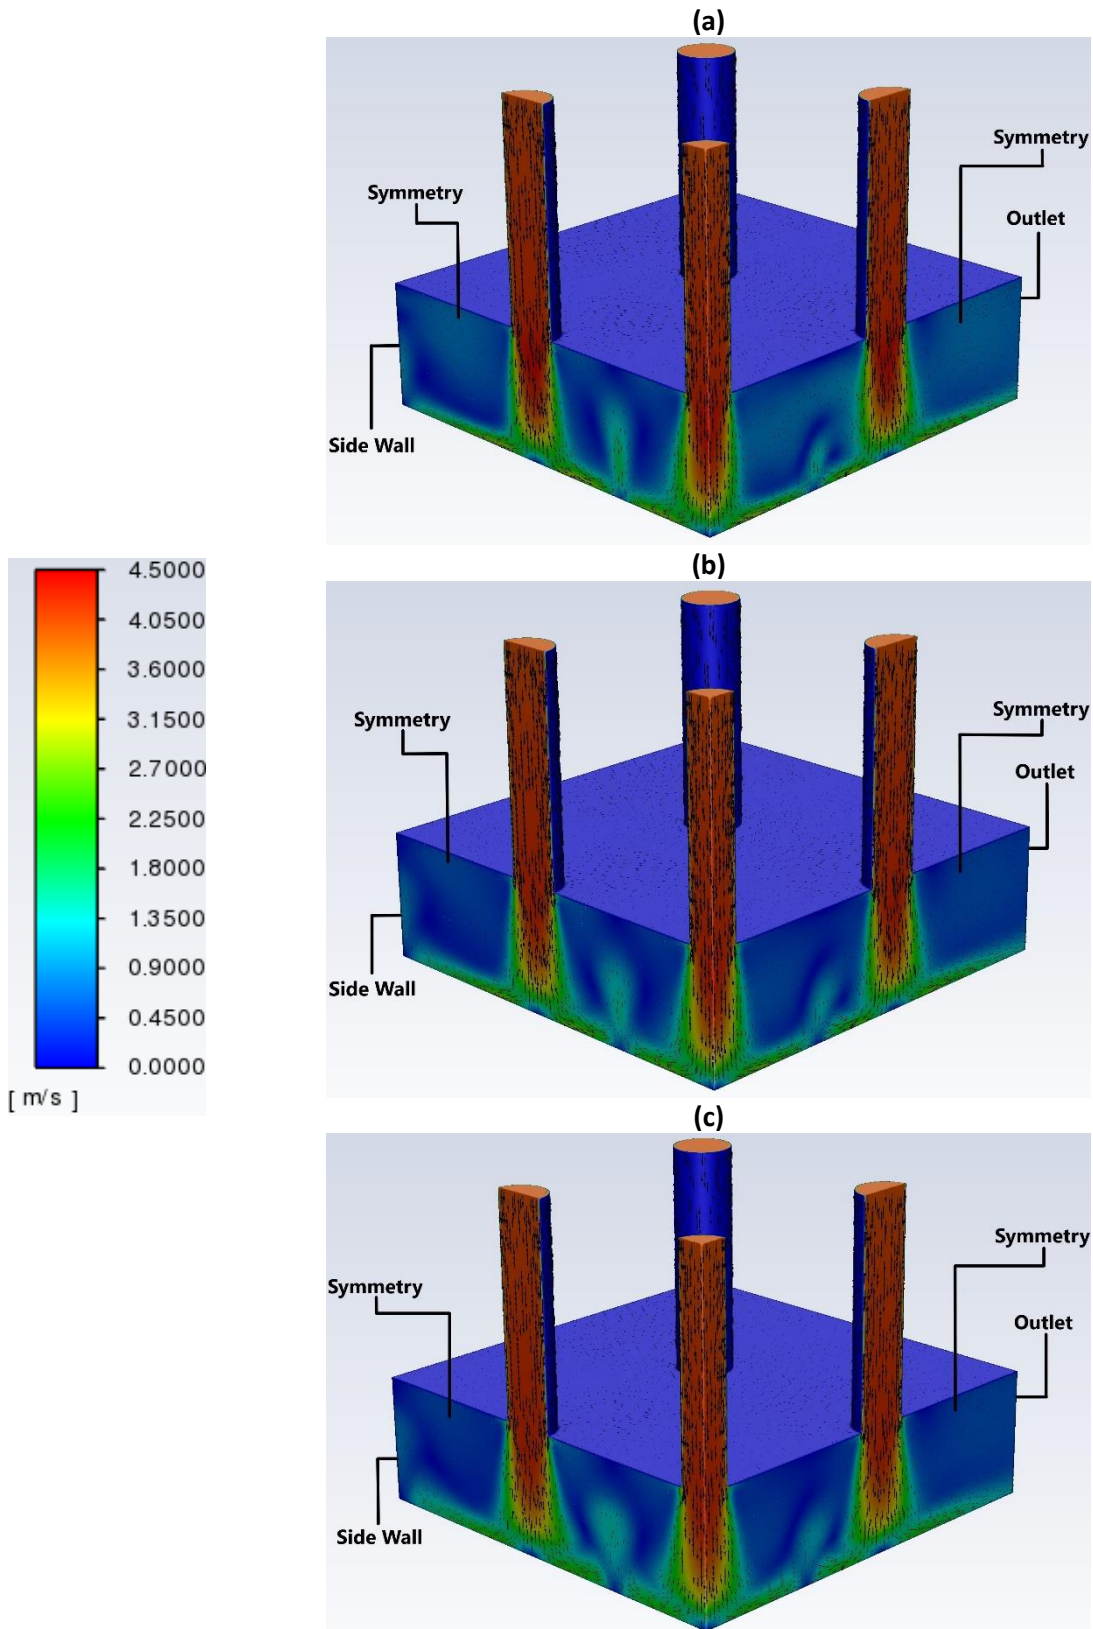 (a)
Symmetry
Symmetry
Outlet
Side Wall
(b)
4.5000
4.0500
3.6000
3.1500
2.7000
2.2500
1.8000
1.3500
0.9000
0.4500
0.0000
[ m/s ]
Symmetry
Symmetry
Outlet
Side Wall
(c)
Symmetry
Symmetry
Outlet
Side Wall